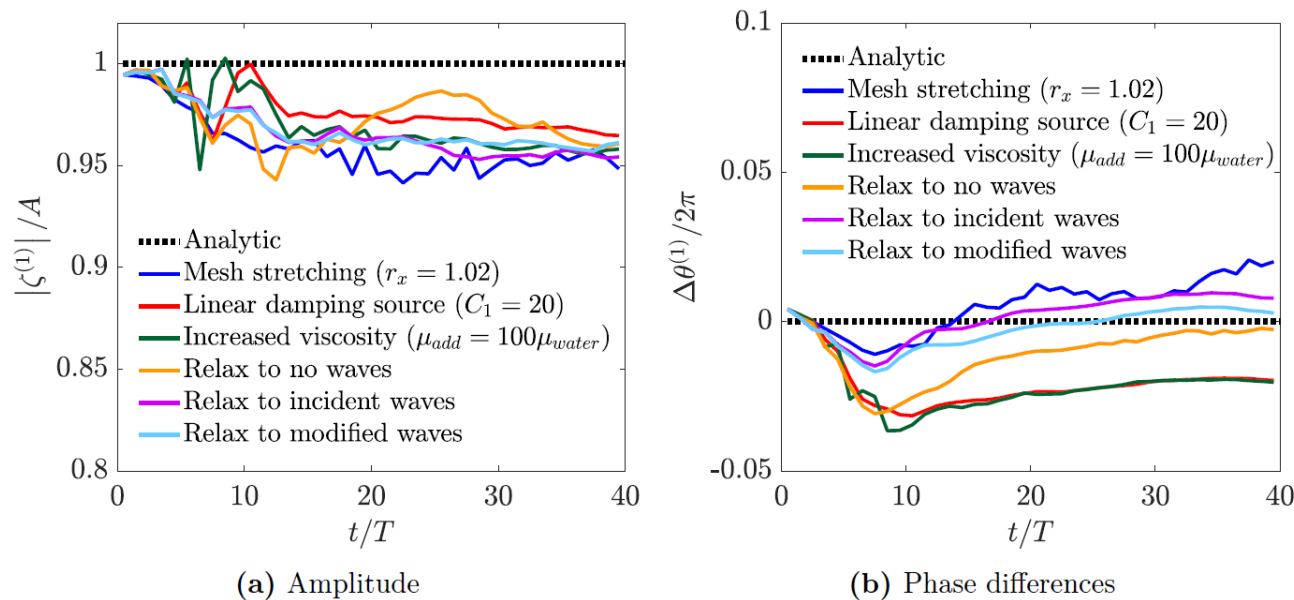 |ζ^(1)|/A
1
0.95
0.9
0.85
0.8
Analytic
Mesh stretching (r_x = 1.02)
Linear damping source (C_1 = 20)
Increased viscosity (μ_add = 100μ_water)
Relax to no waves
Relax to incident waves
Relax to modified waves
0 10 20 30 40
t/T
(a) Amplitude
Δθ^(1)/2π
0.1
0.05
0
-0.05
Analytic
Mesh stretching (r_x = 1.02)
Linear damping source (C_1 = 20)
Increased viscosity (μ_add = 100μ_water)
Relax to no waves
Relax to incident waves
Relax to modified waves
0 10 20 30 40
t/T
(b) Phase differences